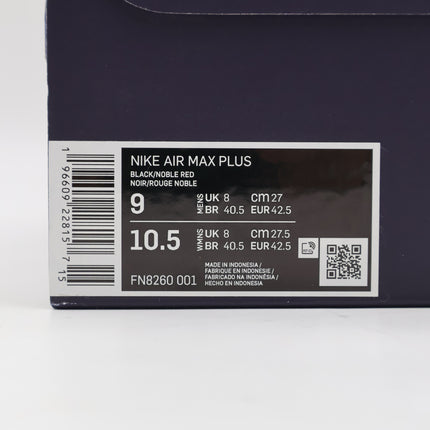 NIKE AIR MAX PLUS
BLACK/NOBLE RED
NOIR/ROUGE NOBLE
9 MENS UK 8 cm 27
BR 40.5 EUR 42.5
10.5 WMNS UK 8 cm 27.5
BR 40.5 EUR 42.5
MADE IN INDONESIA /
FABRIQUE EN INDONESIE /
FABRICADO NA INDONÉSIA /
HECHO EN INDONESIA
FN8260 001
1 96609 22815 7 15